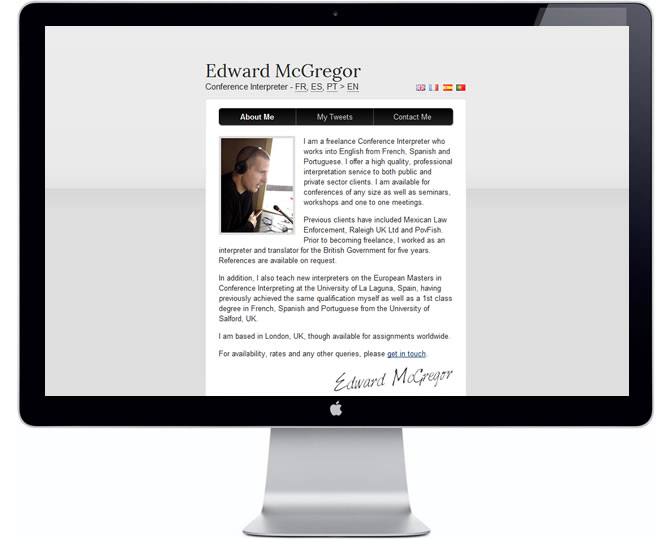 Edward McGregor
Conference Interpreter - FR, ES, PT > EN
About Me
My Tweets
Contact Me
I am a freelance Conference Interpreter who
works into English from French, Spanish and
Portuguese. I offer a high quality, professional
interpretation service to both public and
private sector clients. I am available for
conferences of any size as well as seminars,
workshops and one to one meetings.
Previous clients have included Mexican Law
Enforcement, Raleigh UK Ltd and PovFish.
Prior to becoming freelance, I worked as an
interpreter and translator for the British Government for five years.
References are available on request.
In addition, I also teach new interpreters on the European Masters in
Conference Interpreting at the University of La Laguna, Spain, having
previously achieved the same qualification myself as well as a 1st class
degree in French, Spanish and Portuguese from the University of
Salford, UK.
I am based in London, UK, though available for assignments worldwide.
For availability, rates and any other queries, please get in touch.
Edward McGregor